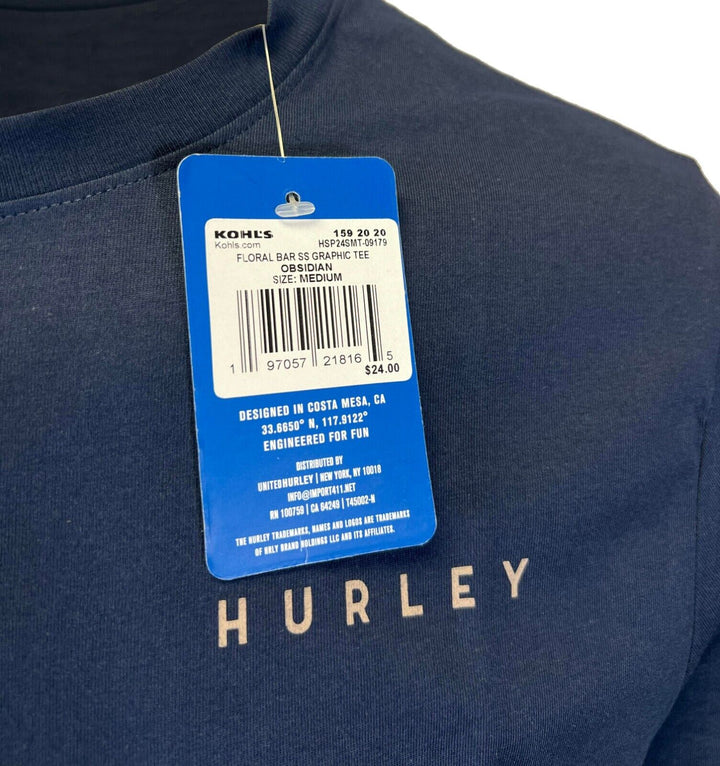 KOHL'S 159 20 20
Kohls.com HSP24SMT-09179
FLORAL BAR SS GRAPHIC TEE
OBSIDIAN
SIZE: MEDIUM
1 97057 21816 5
$24.00
DESIGNED IN COSTA MESA, CA
33.6650° N, 117.9122°
ENGINEERED FOR FUN
DISTRIBUTED BY
UNITEDHURLEY | NEW YORK, NY 10018
INFO@IMPORT411.NET
RN 100759 | CA 64249 | T45002-N
THE HURLEY TRADEMARKS, NAMES AND LOGOS ARE TRADEMARKS
OF HRLY BRAND HOLDINGS LLC AND ITS AFFILIATES.
HURLEY